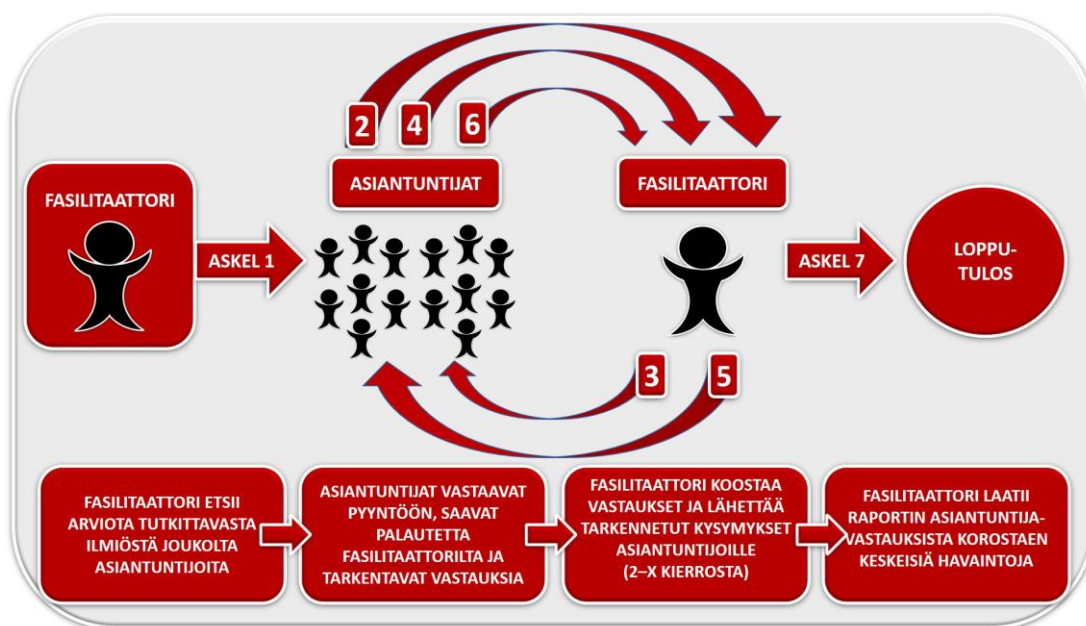 2
4
6
ASIANTUNTIJAT
FASILITAATTORI
FASILITAATTORI
ASKEL 1
ASKEL 7
LOPPU-
TULOS
3
5
FASILITAATTORI ETSII
ARVIOTA TUTKITTAVASTA
ILMIÖSTÄ JOUKOLTA
ASIANTUNTIJOITA
ASIANTUNTIJAT VASTAAVAT
PYYNTÖÖN, SAAVAT
PALAUTETTA
FASILITAATTORILTA JA
TARKENTAVAT VASTAUKSIA
FASILITAATTORI KOOSTAA
VASTAUKSET JA LÄHETTÄÄ
TARKENNETUT KYSYMYKSET
ASIANTUNTIJOILLE
(2–X KIERROSTA)
FASILITAATTORI LAATII
RAPORTIN ASIANTUNTIJA-
VASTAUKSISTA KOROSTAEN
KESKEISIÄ HAVAINTOJA